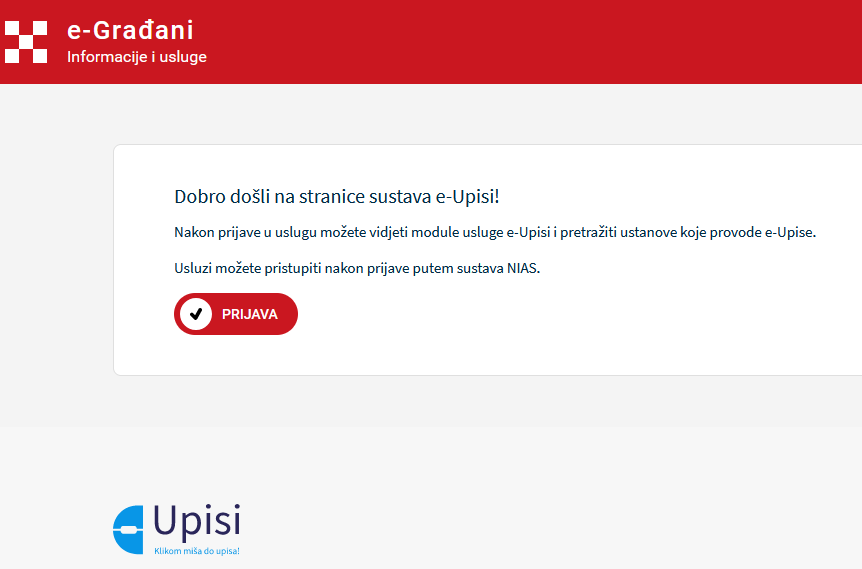 e-Građani
Informacije i usluge
Dobro došli na stranice sustava e-Upisi!
Nakon prijave u uslugu možete vidjeti module usluge e-Upisi i pretražiti ustanove koje provode e-Upise.
Usluzi možete pristupiti nakon prijave putem sustava NIAS.
PRIJAVA
Upisi
Klikom miša do upisa!